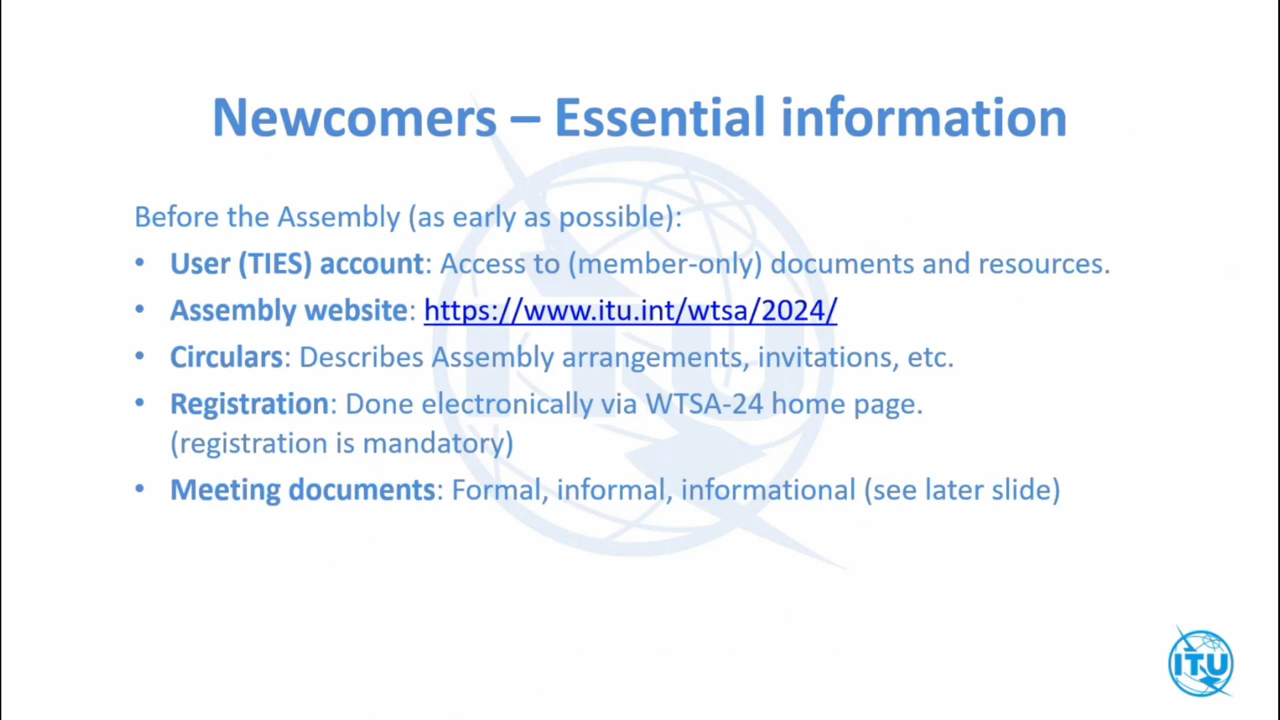 Newcomers – Essential information
Before the Assembly (as early as possible):
• User (TIES) account: Access to (member-only) documents and resources.
• Assembly website: https://www.itu.int/wtsa/2024/
• Circulars: Describes Assembly arrangements, invitations, etc.
• Registration: Done electronically via WTSA-24 home page.
(registration is mandatory)
• Meeting documents: Formal, informal, informational (see later slide)
ITU
ITU